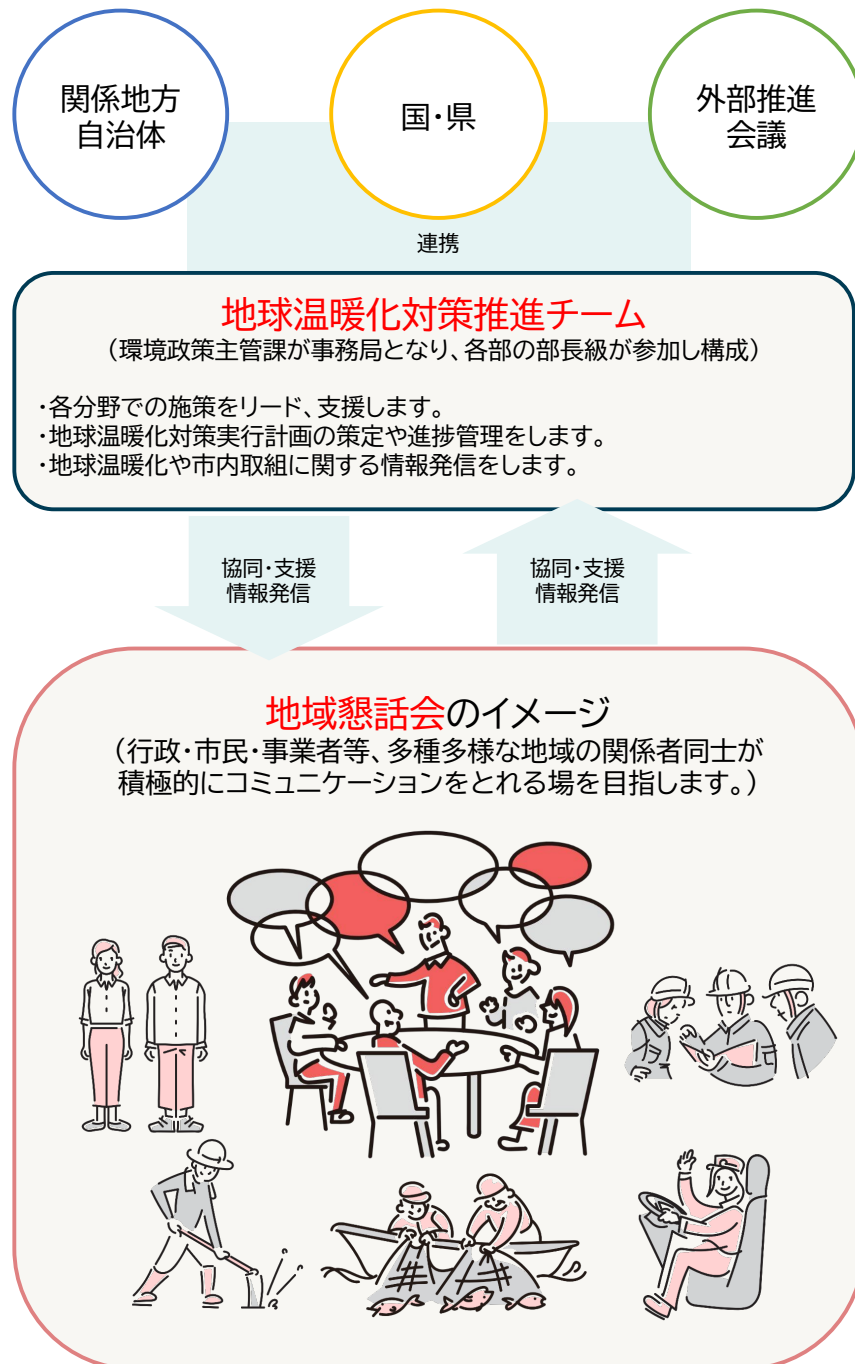 関係地方
自治体
国・県
外部推進
会議
連携
地球温暖化対策推進チーム
（環境政策主管課が事務局となり、各部の部長級が参加し構成）
・各分野での施策をリード、支援します。
・地球温暖化対策実行計画の策定や進捗管理をします。
・地球温暖化や市内取組に関する情報発信をします。
協同・支援
情報発信
協同・支援
情報発信
地域懇話会のイメージ
（行政・市民・事業者等、多種多様な地域の関係者同士が
積極的にコミュニケーションをとれる場を目指します。）